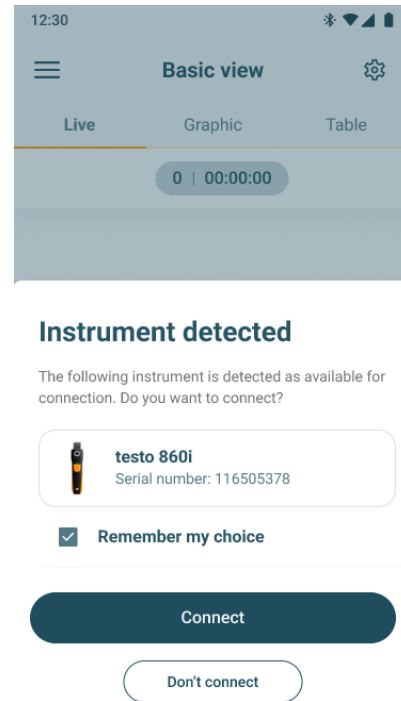 12:30
Basic view
Live Graphic Table
0 | 00:00:00
Instrument detected
The following instrument is detected as available for
connection. Do you want to connect?
testo 860i
Serial number: 116505378
Remember my choice
Connect
Don't connect